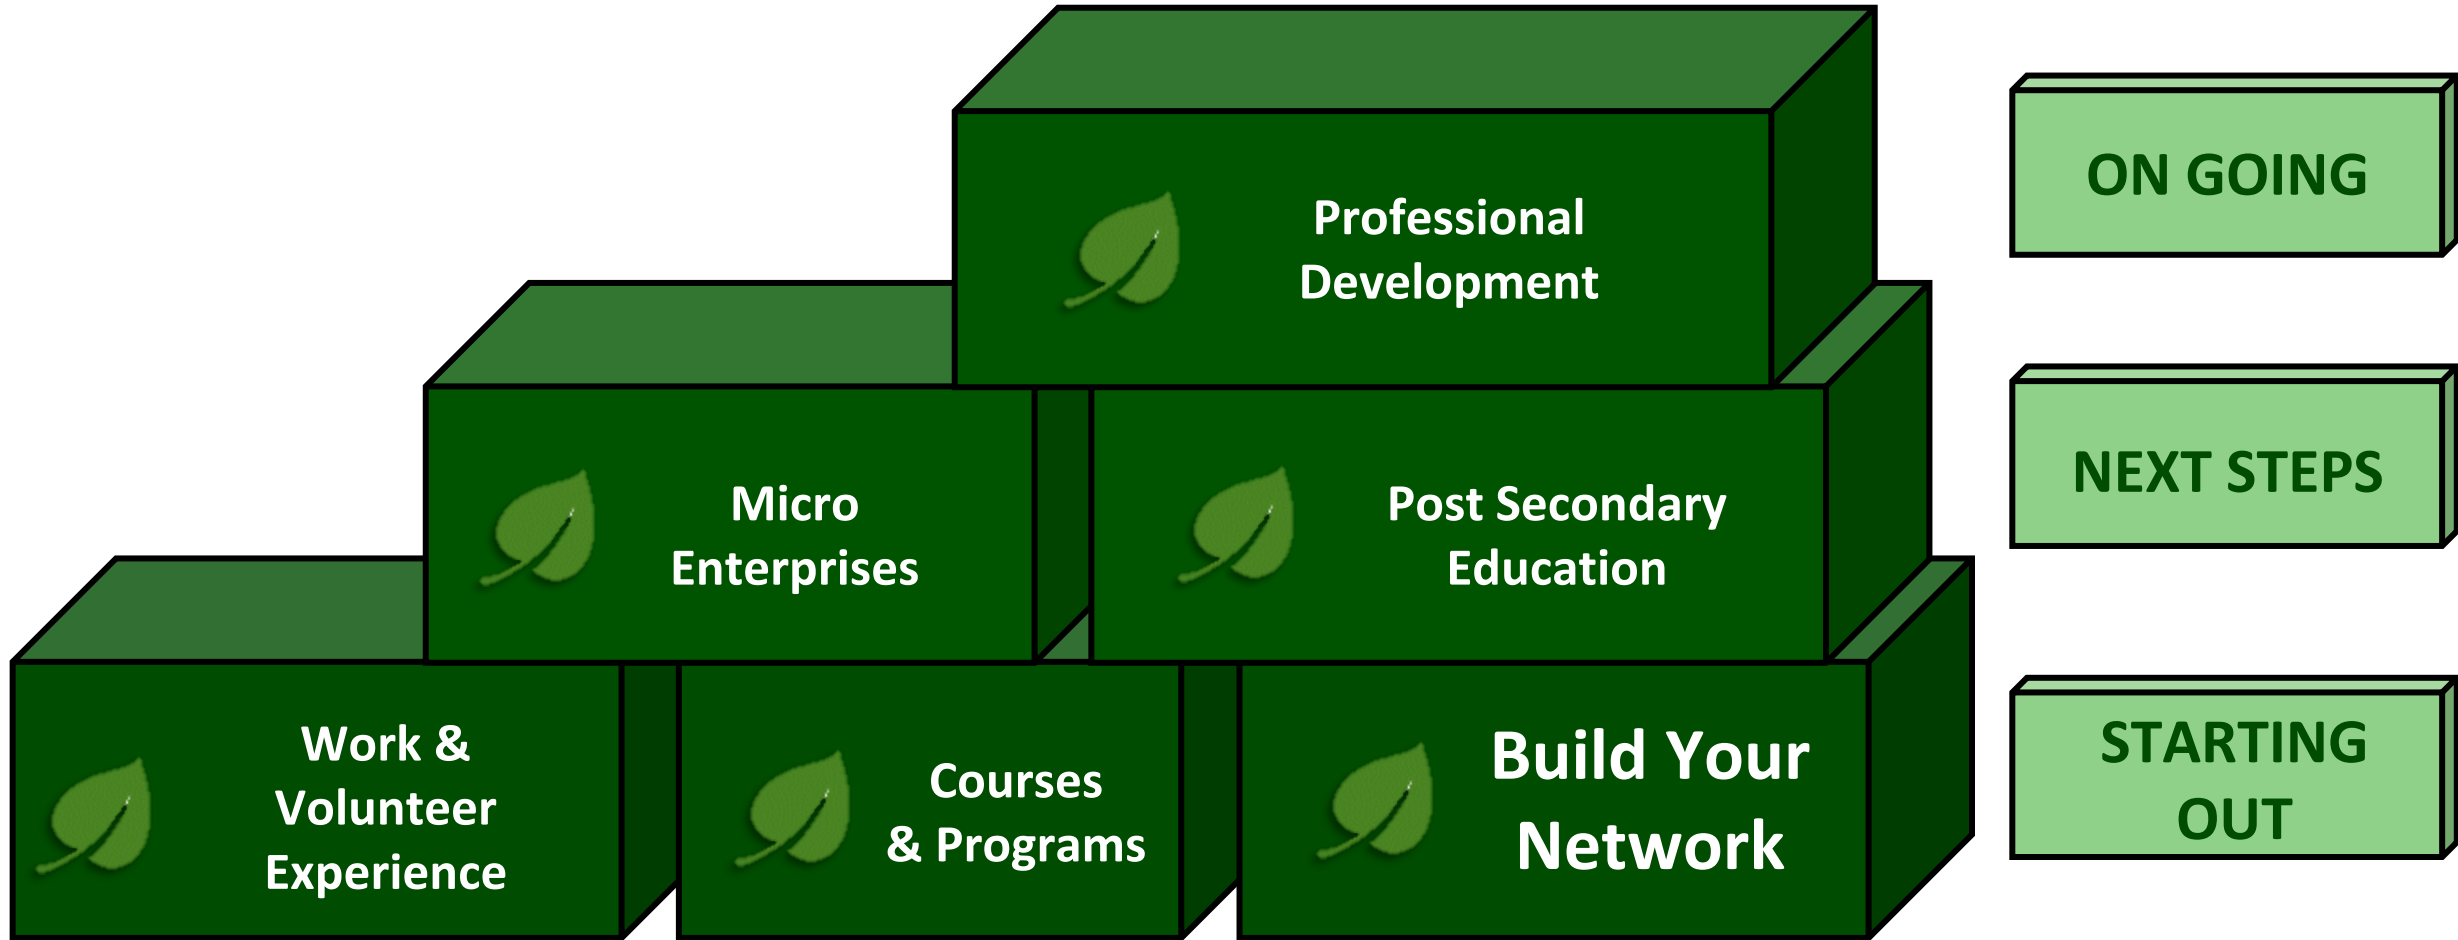 Professional
Development
ON GOING
Micro
Enterprises
Post Secondary
Education
NEXT STEPS
Work &
Volunteer
Experience
Courses
& Programs
Build Your
Network
STARTING
OUT